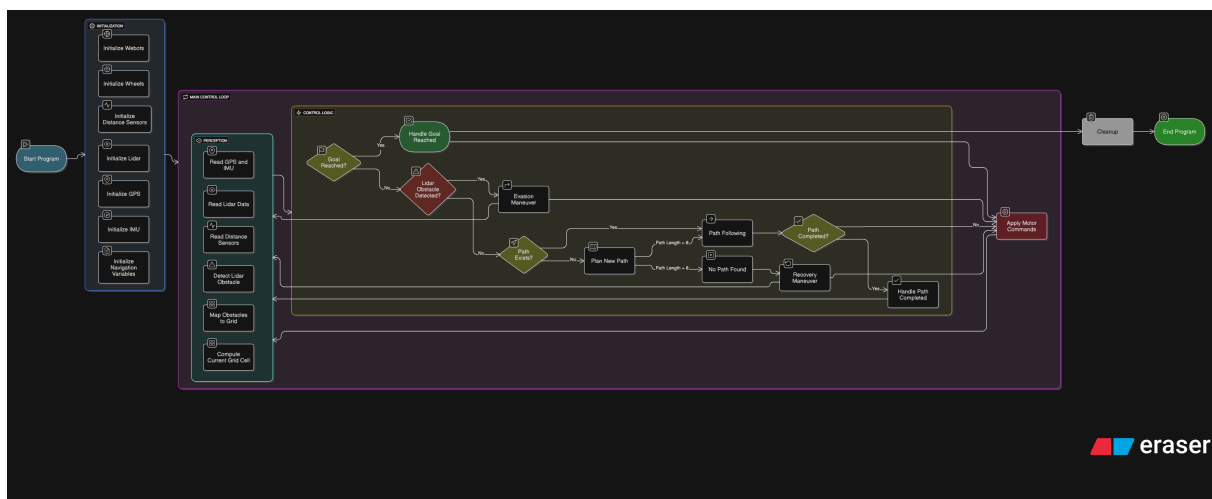 INITIALIZATION
Initialize Webots
Initialize Wheels
Initialize
Distance Sensors
Initialize Lidar
Initialize GPS
Initialize IMU
Initialize
Navigation
Variables
Start Program
MAIN CONTROL LOOP
PERCEPTION
Read GPS and
IMU
Read Lidar Data
Read Distance
Sensors
Detect Lidar
Obstacle
Map Obstacles
to Grid
Compute
Current Grid Cell
CONTROL LOGIC
Goal
Reached?
Yes
No
Handle Goal
Reached
Lidar
Obstacle
Detected?
Yes
No
Evasion
Maneuver
Path
Exists?
Yes
No
Plan New Path
Path Length > 0
Path Length = 0
Path Following
No Path Found
Path
Completed?
No
Yes
Recovery
Maneuver
Handle Path
Completed
Apply Motor
Commands
Cleanup
End Program
eraser